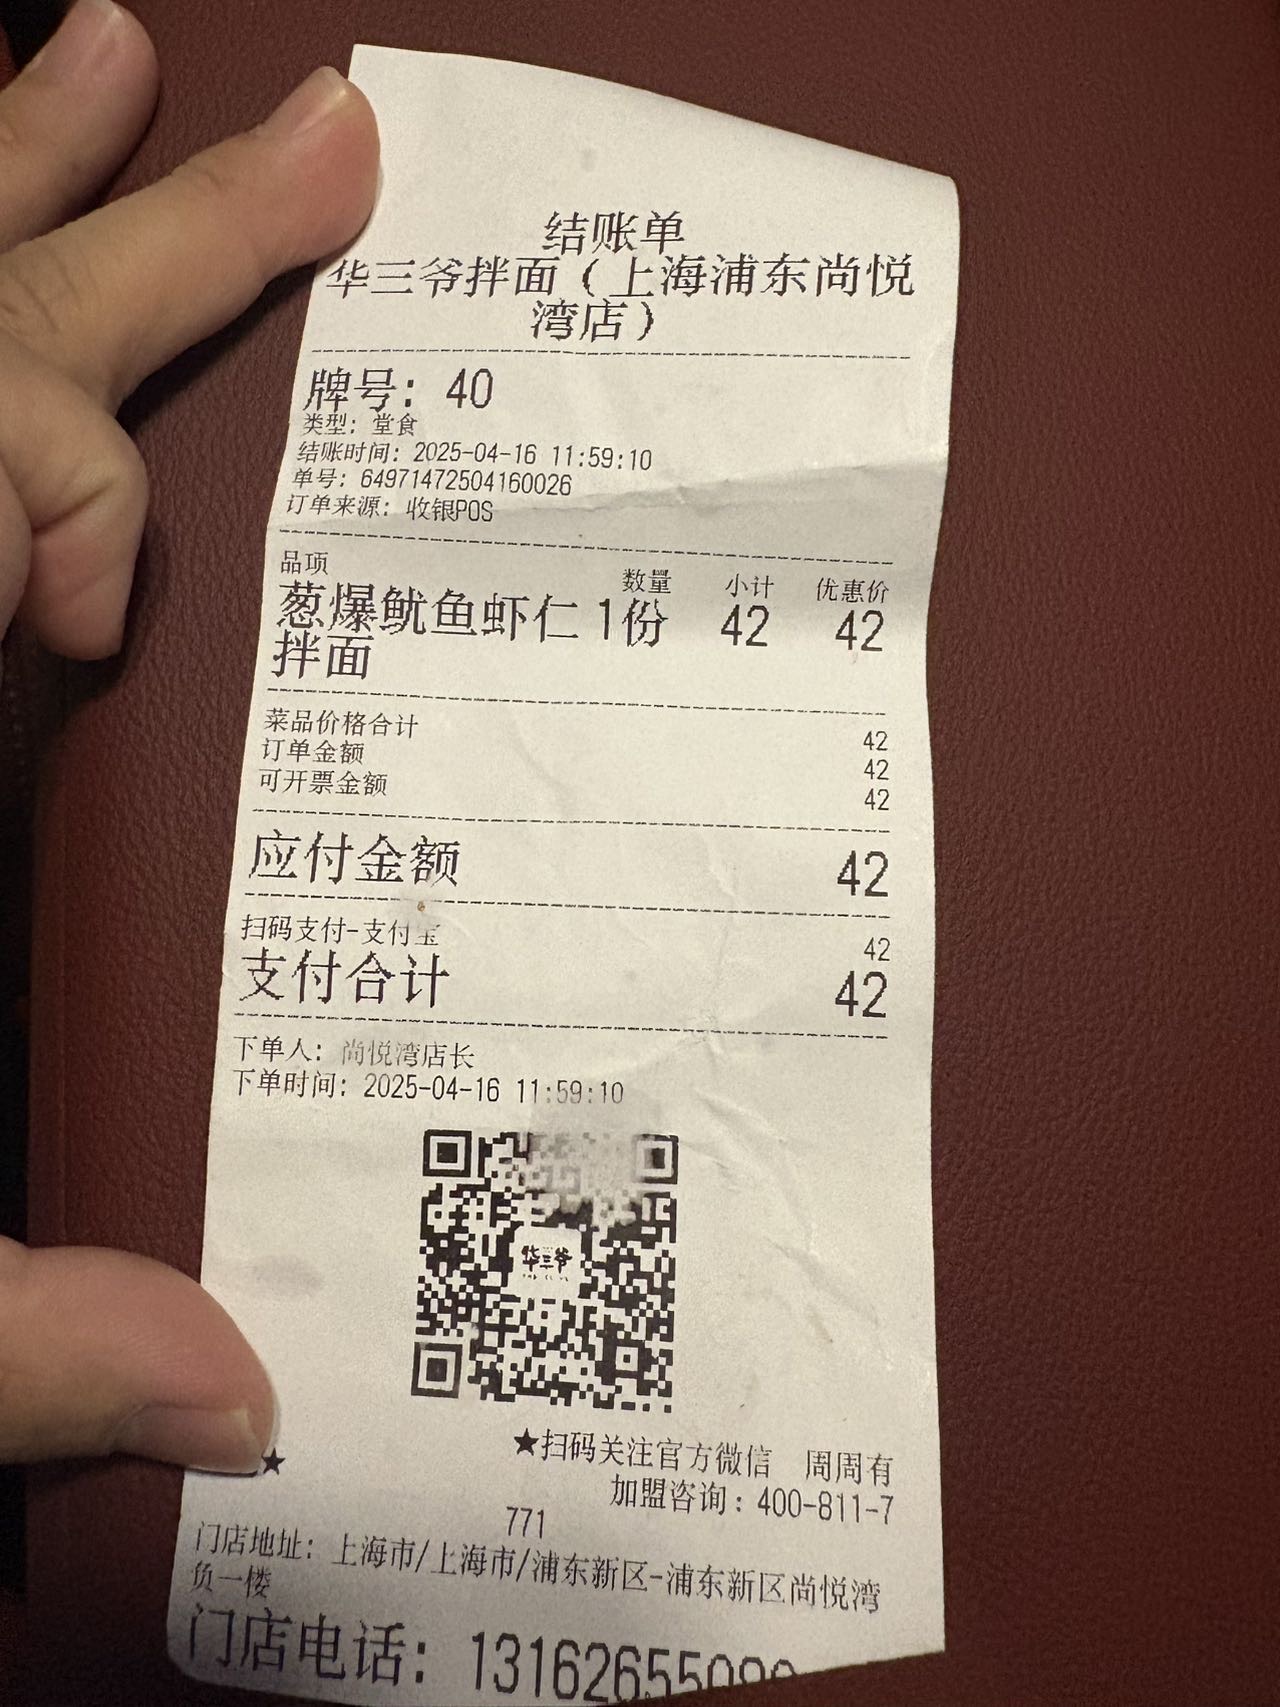 结账单
华三爷拌面（上海浦东尚悦
湾店）
牌号：40
类型：堂食
结账时间：2025-04-16 11:59:10
单号：64971472504160026
订单来源：收银POS
品项 数量 小计 优惠价
葱爆鱿鱼虾仁 1份 42 42
拌面
菜品价格合计 42
订单金额 42
可开票金额 42
应付金额 42
扫码支付-支付宝 42
支付合计 42
下单人：尚悦湾店长
下单时间：2025-04-16 11:59:10
华三爷
★扫码关注官方微信 周周有
★
加盟咨询：400-811-7
771
门店地址：上海市/上海市/浦东新区-浦东新区尚悦湾
负一楼
门店电话：13162655